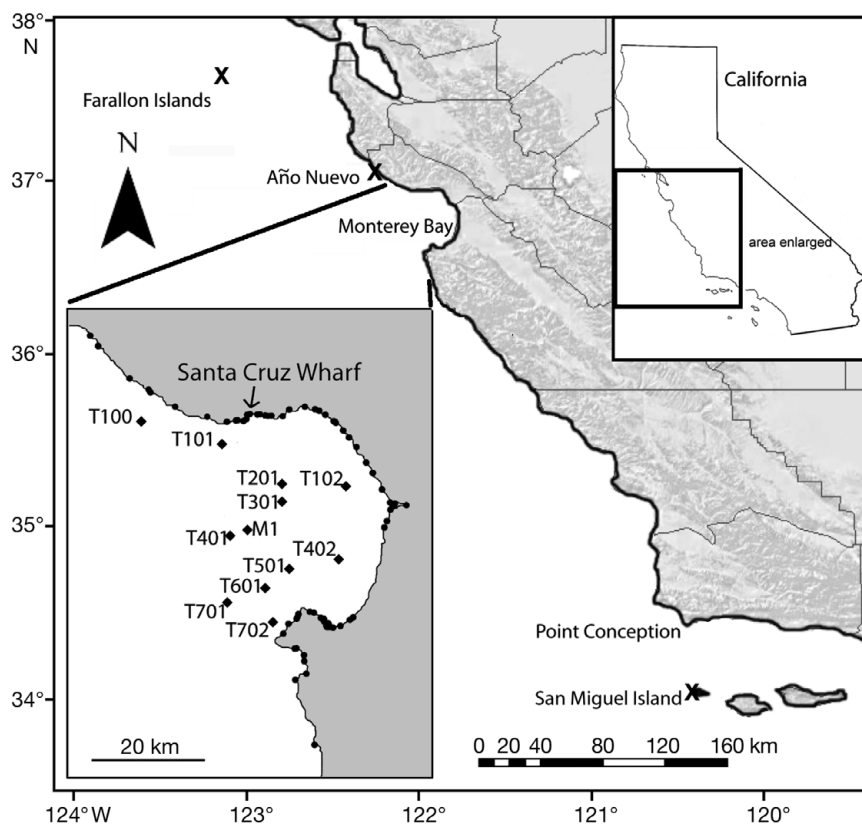 38°
N
37°
36°
35°
34°
Farallon Islands
X
N
Año Nuevo
X
Monterey Bay
California
area enlarged
Santa Cruz Wharf
T100
T101
T201
T102
T301
M1
T401
T402
T501
T601
T701
T702
20 km
Point Conception
San Miguel Island
X
0 20 40 80 120 160 km
124° W
123°
122°
121°
120°